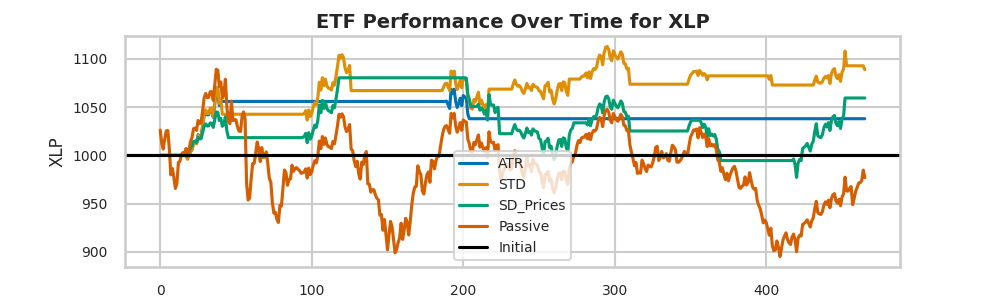 ETF Performance Over Time for XLP
XLP
1100
1050
1000
950
900
ATR
STD
SD_Prices
Passive
Initial
0 100 200 300 400